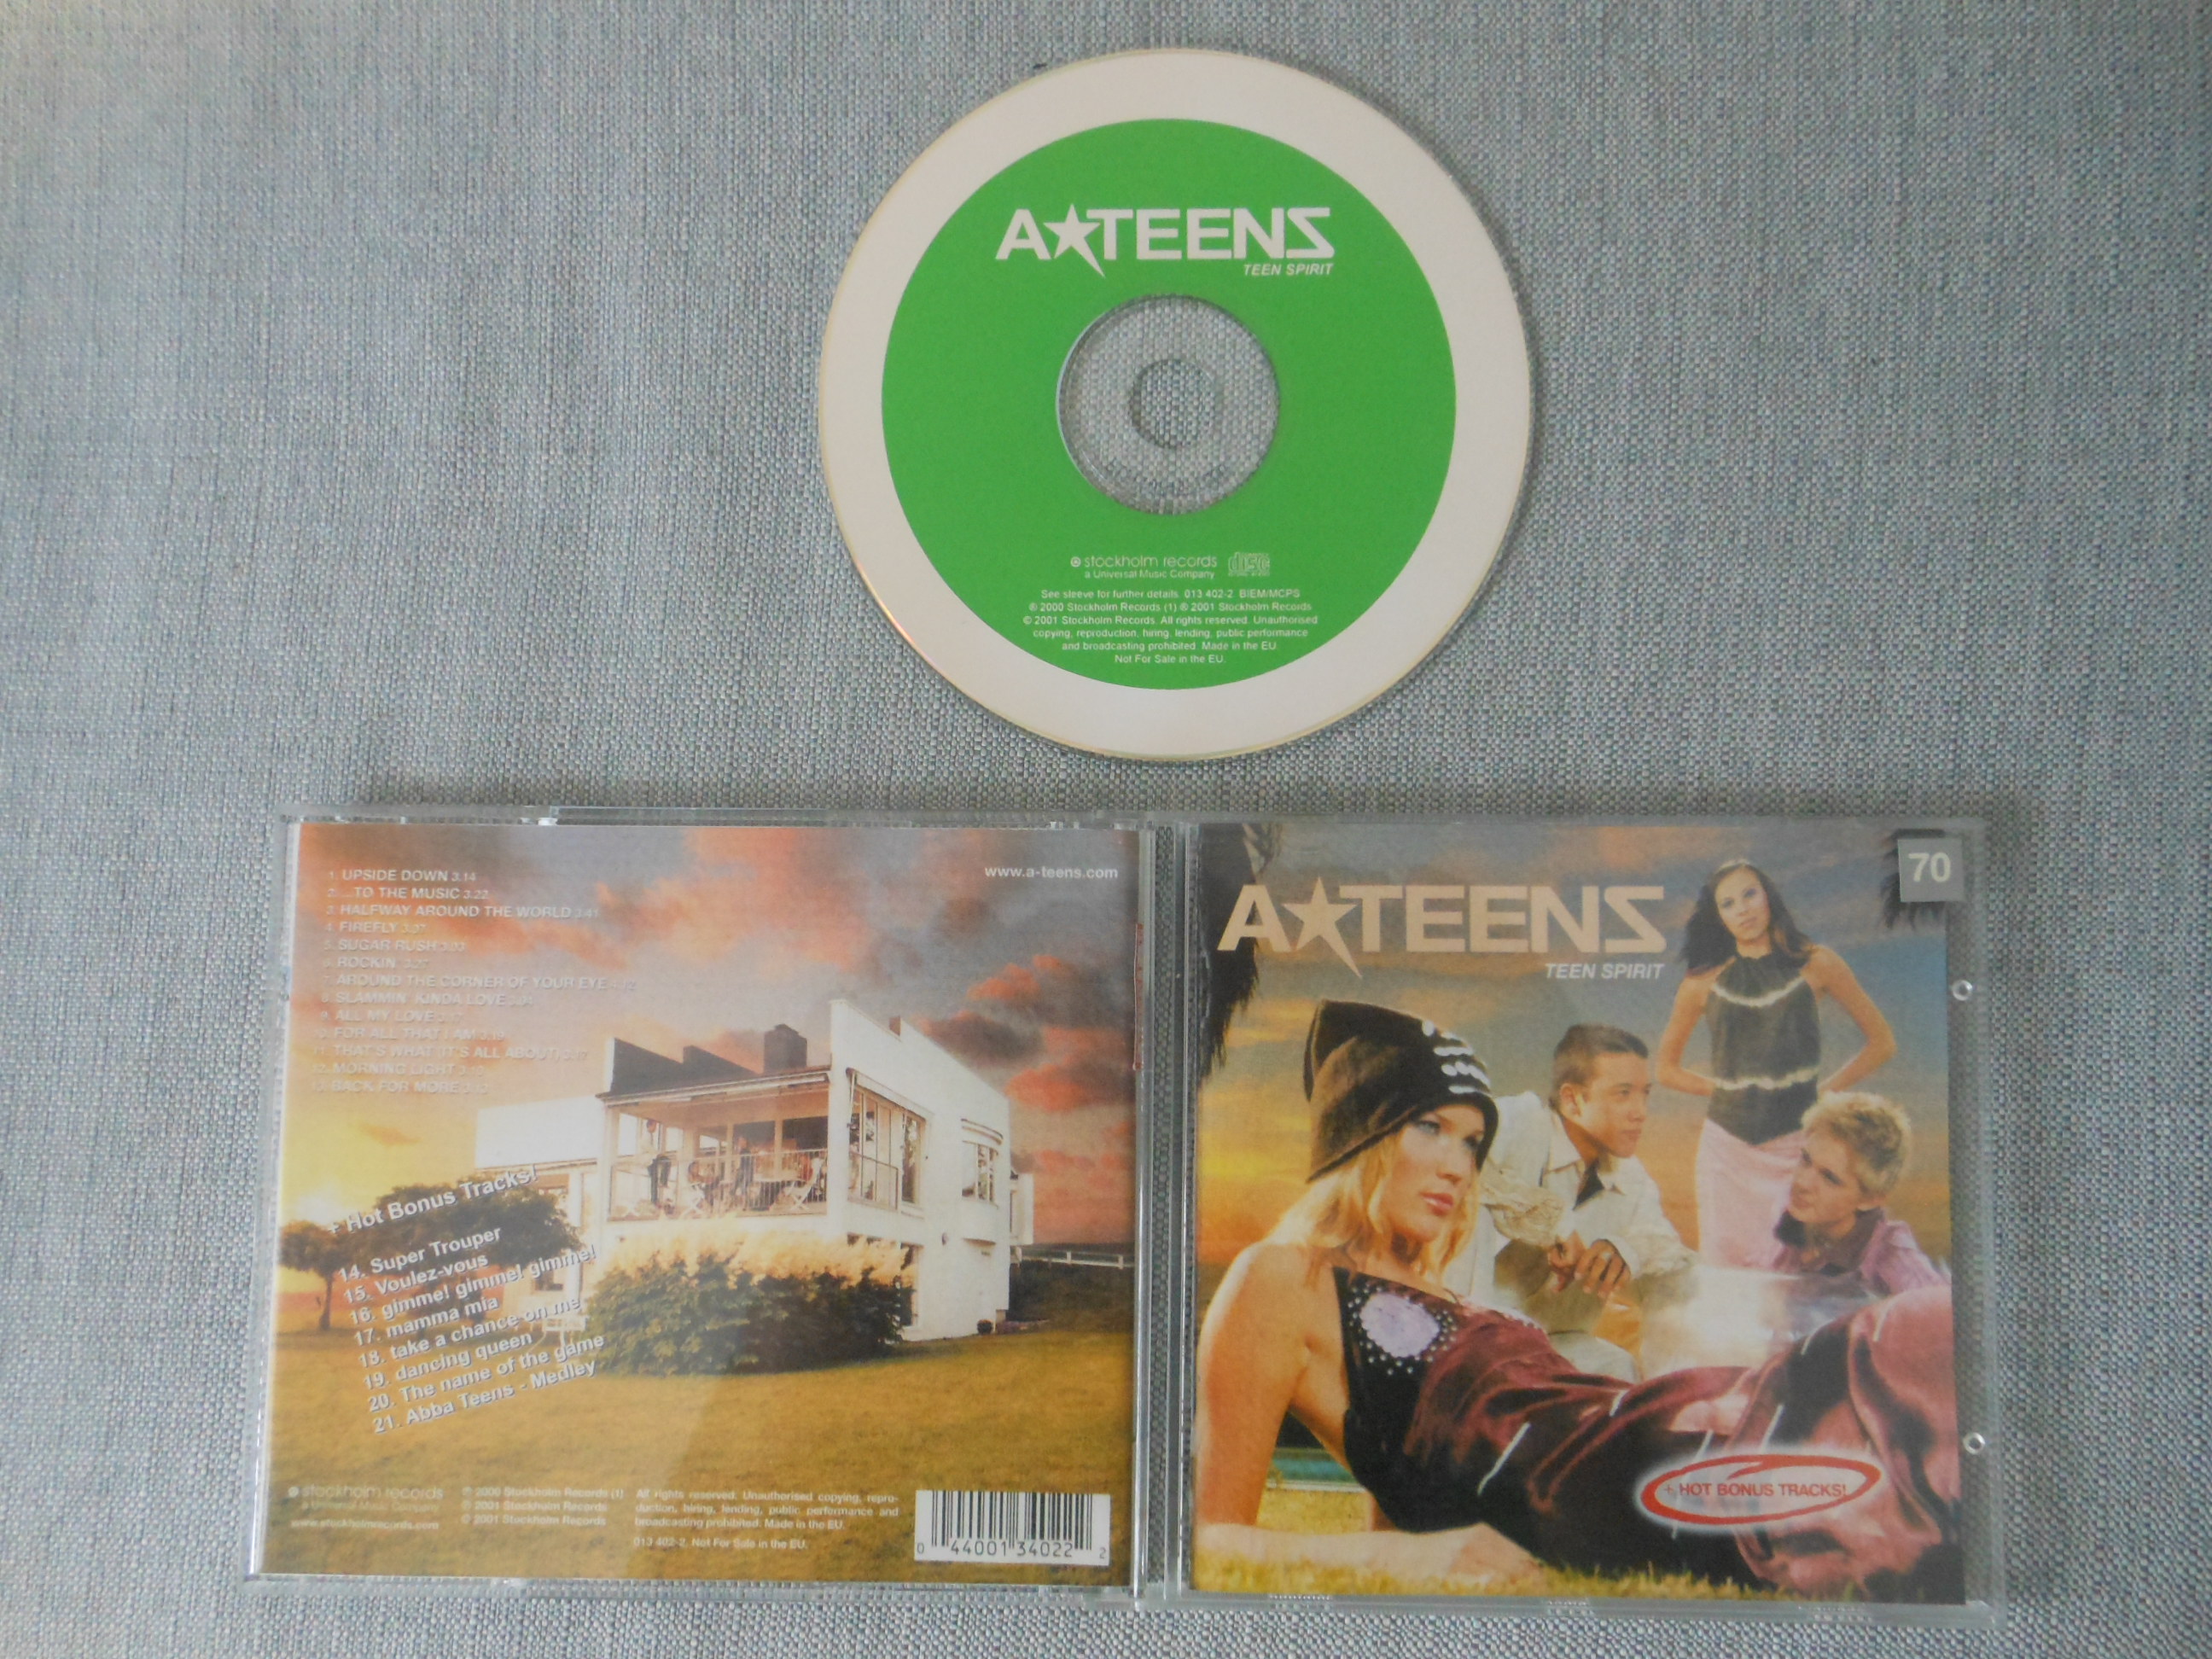 A★TEENS
TEEN SPIRIT
stockholm records
a Universal Music Company
disc
See sleeve for further details. 013 402-2. BIEM/MCPS
℗ 2000 Stockholm Records (1) ℗ 2001 Stockholm Records
© 2001 Stockholm Records. All rights reserved. Unauthorised
copying, reproduction, hiring, lending, public performance
and broadcasting prohibited. Made in the EU.
Not For Sale in the EU.
www.a-teens.com
1. UPSIDE DOWN 3.14
2. ...TO THE MUSIC 3.22
3. HALFWAY AROUND THE WORLD 3.41
4. FIREFLY
5. SUGAR RUSH
6. ROCKIN'
7. AROUND THE CORNER OF YOUR EYE
8. SLAMMIN' KINDA LOVE
9. ALL MY LOVE
10. FOR ALL THAT I AM
11. THAT'S WHAT (IT'S ALL ABOUT)
12. MORNING LIGHT
13. BACK FOR MORE
+ Hot Bonus Tracks!
14. Super Trouper
15. Voulez-vous
16. gimme! gimme! gimme!
17. mamma mia
18. take a chance on me
19. dancing queen
20. The name of the game
21. Abba Teens - Medley
stockholm records
a Universal Music Company
www.stockholmrecords.com
℗ 2000 Stockholm Records (1)
℗ 2001 Stockholm Records
© 2001 Stockholm Records
All rights reserved. Unauthorised copying, repro-
duction, hiring, lending, public performance and
broadcasting prohibited. Made in the EU.
013 402-2. Not For Sale in the EU.
0 44001 34022 2
70
A★TEENS
TEEN SPIRIT
+ HOT BONUS TRACKS!